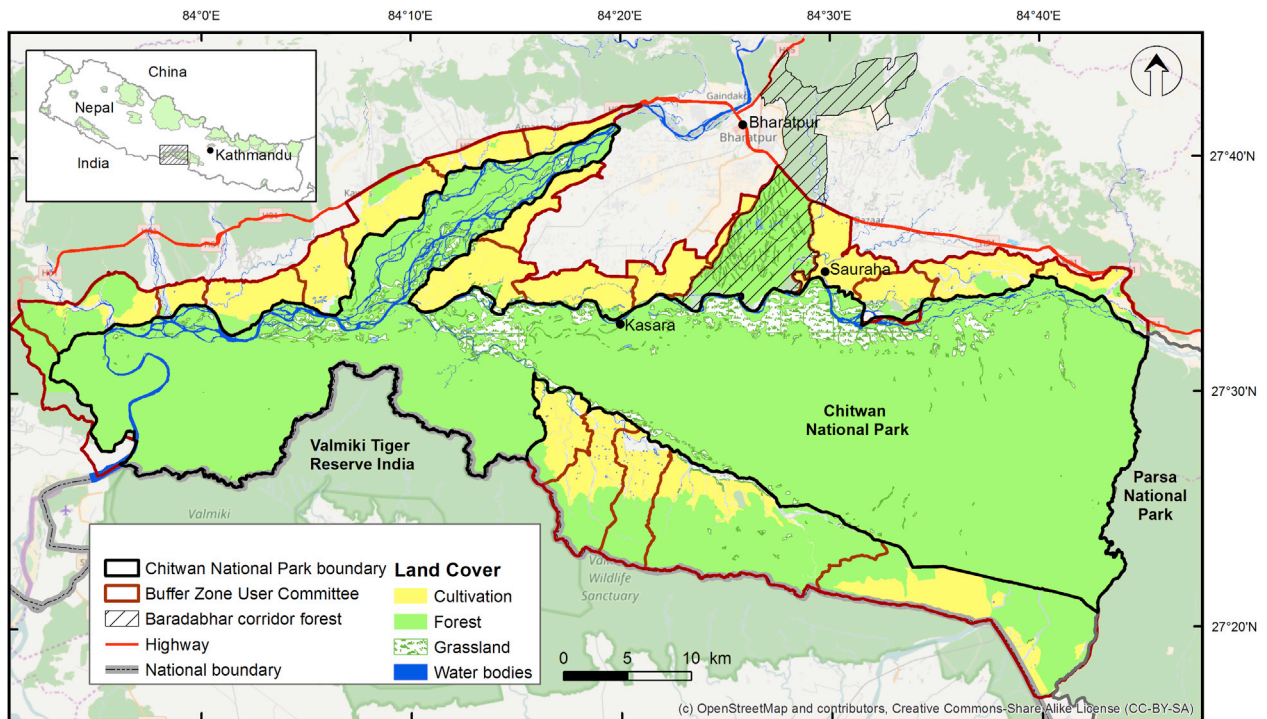 84°0'E
84°10'E
84°20'E
84°30'E
84°40'E
China
Nepal
India
Kathmandu
Gaindak
Bharatpur
Bharatpur
27°40'N
Sauraha
Kasara
27°30'N
Chitwan
National Park
Valmiki Tiger
Reserve India
Parsa
National
Park
Valmiki
Wildlife
Sanctuary
27°20'N
Chitwan National Park boundary
Buffer Zone User Committee
Baradabhar corridor forest
Highway
National boundary
Land Cover
Cultivation
Forest
Grassland
Water bodies
0 5 10 km
(c) OpenStreetMap and contributors, Creative Commons-Share Alike License (CC-BY-SA)